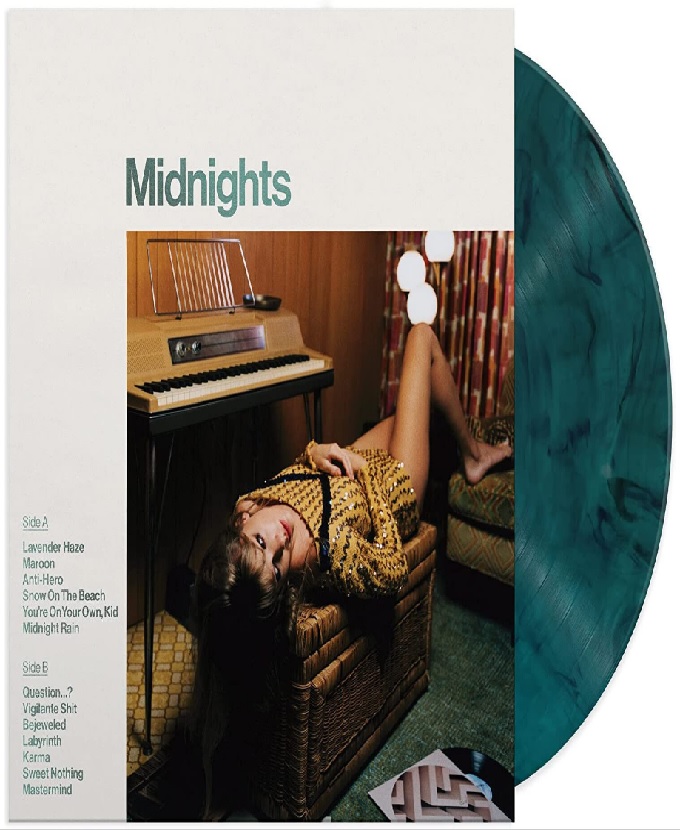 Midnights
Side A
Lavender Haze
Maroon
Anti-Hero
Snow On The Beach
You're On Your Own, Kid
Midnight Rain
Side B
Question...?
Vigilante Shit
Bejeweled
Labyrinth
Karma
Sweet Nothing
Mastermind